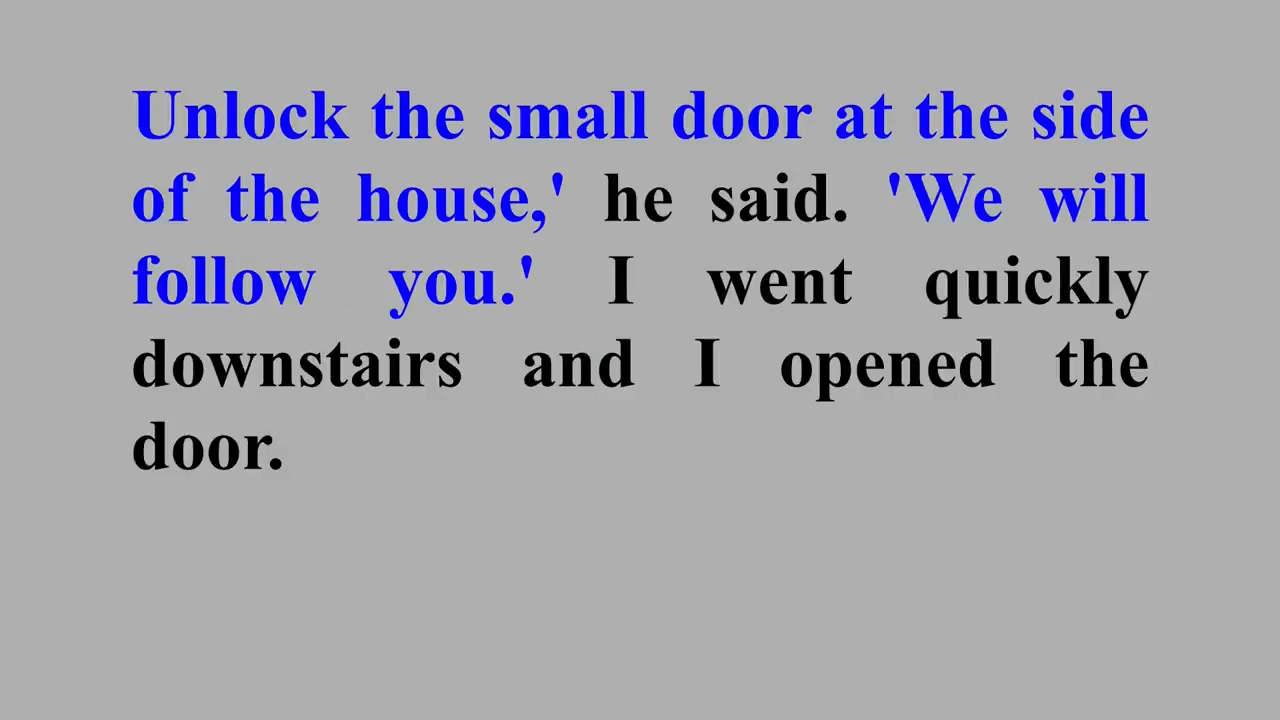 Unlock the small door at the side
of the house,' he said. 'We will
follow you.' I went quickly
downstairs and I opened the
door.